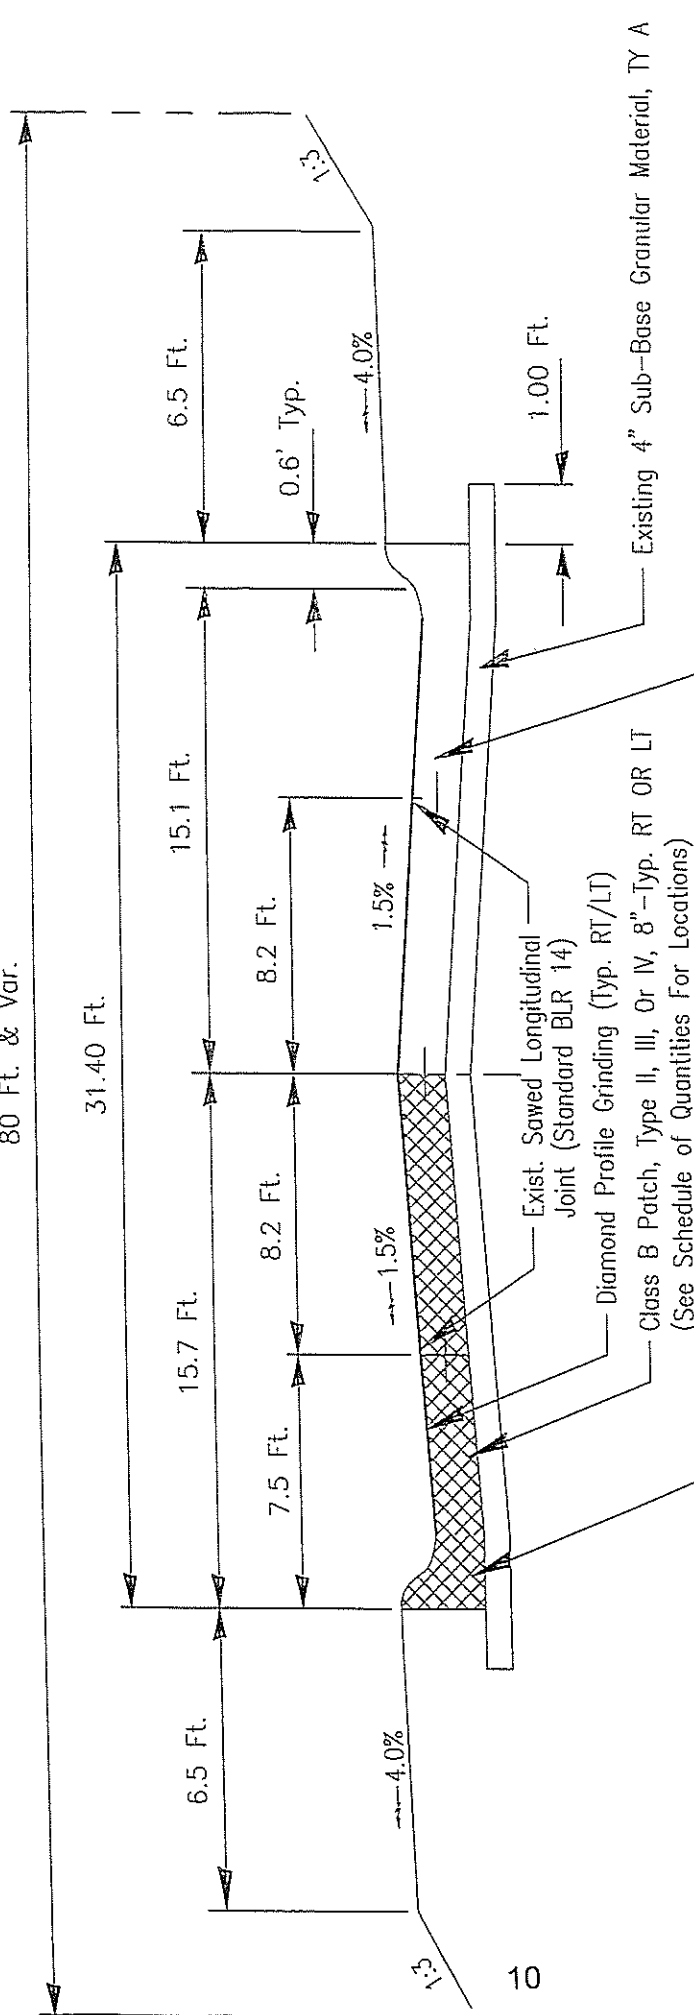 80 Ft. & Var.
31.40 Ft.
6.5 Ft.
15.7 Ft.
15.1 Ft.
0.6' Typ.
6.5 Ft.
7.5 Ft.
8.2 Ft.
8.2 Ft.
1:3
4.0%
1.5%
1.5%
4.0%
1:3
1.00 Ft.
Exist. Sawed Longitudinal
Joint (Standard BLR 14)
Diamond Profile Grinding (Typ. RT/LT)
Class B Patch, Type II, III, Or IV, 8"-Typ. RT OR LT
(See Schedule of Quantities For Locations)
Existing 4" Sub-Base Granular Material, TY A
10